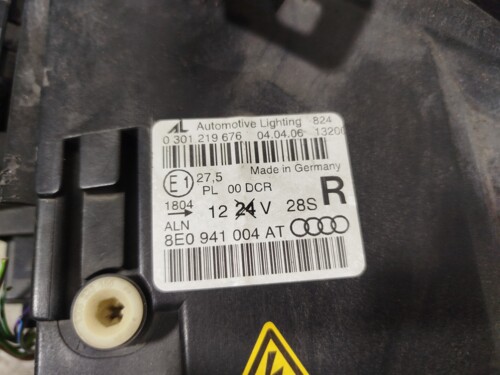 AL Automotive Lighting 824
0 301 219 676 04.04.06 1320
Made in Germany
E1 27,5
PL 00 DCR
1804 → 12 24 V 28S R
ALN
8E0 941 004 AT